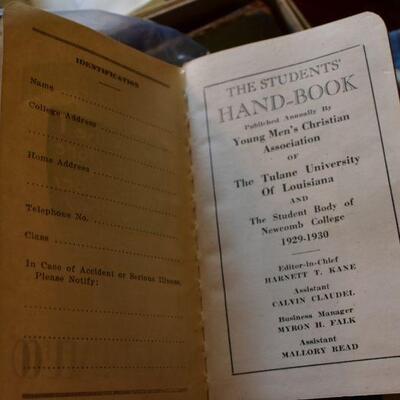 IDENTIFICATION
Name
College Address
Home Address
Telephone No.
Class
In Case of Accident or Serious Illness,
Please Notify:
THE STUDENTS'
HAND-BOOK
Published Annually By
Young Men's Christian
Association
OF
The Tulane University
Of Louisiana
AND
The Student Body of
Newcomb College
1929-1930
Editor-in-Chief
HARNETT T. KANE
Assistant
CALVIN CLAUDEL
Business Manager
MYRON H. FALK
Assistant
MALLORY READ